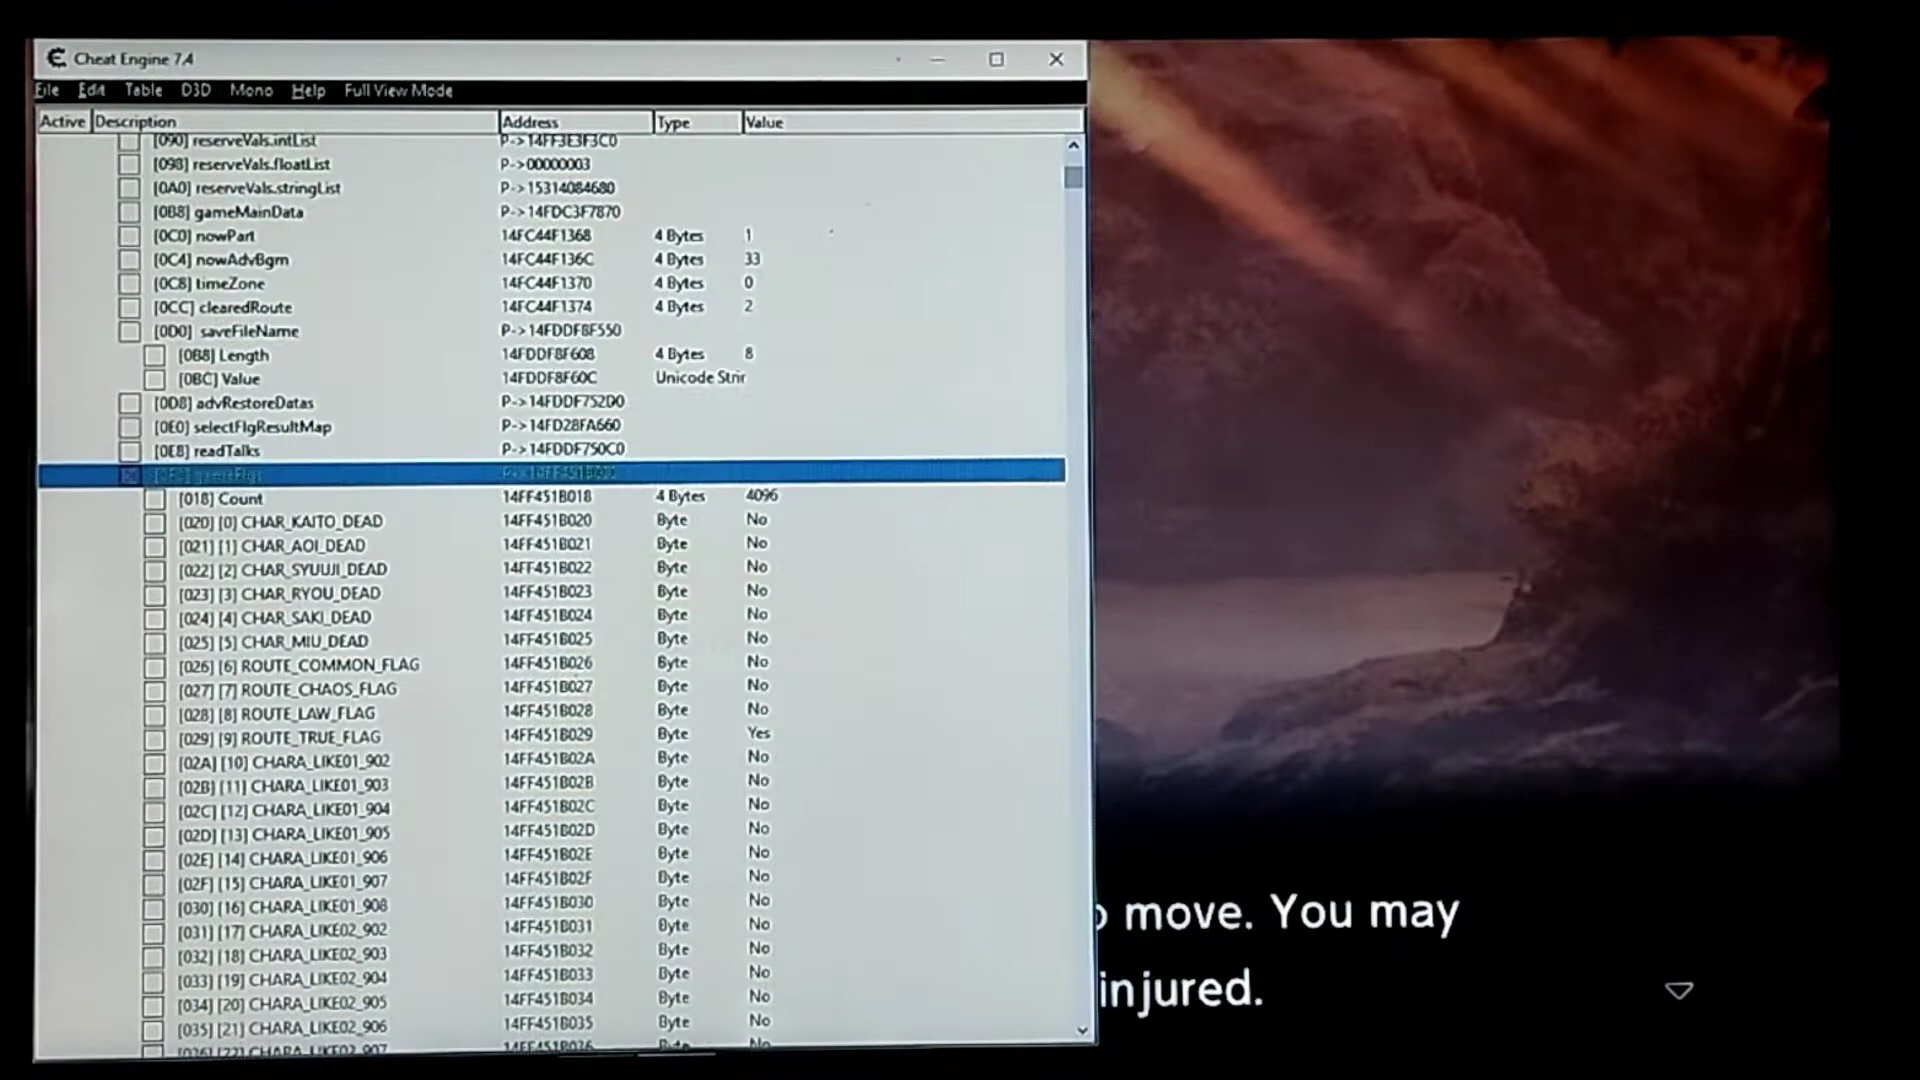 Cheat Engine 7.4
File Edit Table D3D Mono Help Full View Mode
Active Description Address Type Value
[090] reserveVals.intList P->14FF3E3F3C0
[098] reserveVals.floatList P->00000003
[0A0] reserveVals.stringList P->15314084680
[0B8] gameMainData P->14FDC3F7870
[0C0] nowPart 14FC44F1368 4 Bytes 1
[0C4] nowAdvBgm 14FC44F136C 4 Bytes 33
[0C8] timeZone 14FC44F1370 4 Bytes 0
[0CC] clearedRoute 14FC44F1374 4 Bytes 2
[0D0] saveFileName P->14FDDF8F550
[0B8] Length 14FDDF8F608 4 Bytes 8
[0BC] Value 14FDDF8F60C Unicode Strir
[0D8] advRestoreDatas P->14FDDF752D0
[0E0] selectFlgResultMap P->14FD28FA660
[0E8] readTalks P->14FDDF750C0
[018] Count 14FF451B018 4 Bytes 4096
[020] [0] CHAR_KAITO_DEAD 14FF451B020 Byte No
[021] [1] CHAR_AOI_DEAD 14FF451B021 Byte No
[022] [2] CHAR_SYUUJI_DEAD 14FF451B022 Byte No
[023] [3] CHAR_RYOU_DEAD 14FF451B023 Byte No
[024] [4] CHAR_SAKI_DEAD 14FF451B024 Byte No
[025] [5] CHAR_MIU_DEAD 14FF451B025 Byte No
[026] [6] ROUTE_COMMON_FLAG 14FF451B026 Byte No
[027] [7] ROUTE_CHAOS_FLAG 14FF451B027 Byte No
[028] [8] ROUTE_LAW_FLAG 14FF451B028 Byte No
[029] [9] ROUTE_TRUE_FLAG 14FF451B029 Byte Yes
[02A] [10] CHARA_LIKE01_902 14FF451B02A Byte No
[02B] [11] CHARA_LIKE01_903 14FF451B02B Byte No
[02C] [12] CHARA_LIKE01_904 14FF451B02C Byte No
[02D] [13] CHARA_LIKE01_905 14FF451B02D Byte No
[02E] [14] CHARA_LIKE01_906 14FF451B02E Byte No
[02F] [15] CHARA_LIKE01_907 14FF451B02F Byte No
[030] [16] CHARA_LIKE01_908 14FF451B030 Byte No
[031] [17] CHARA_LIKE02_902 14FF451B031 Byte No
[032] [18] CHARA_LIKE02_903 14FF451B032 Byte No
[033] [19] CHARA_LIKE02_904 14FF451B033 Byte No
[034] [20] CHARA_LIKE02_905 14FF451B034 Byte No
[035] [21] CHARA_LIKE02_906 14FF451B035 Byte No
[036] [22] CHARA_LIKE02_907 14FF451B036 Byte No
move. You may
injured.